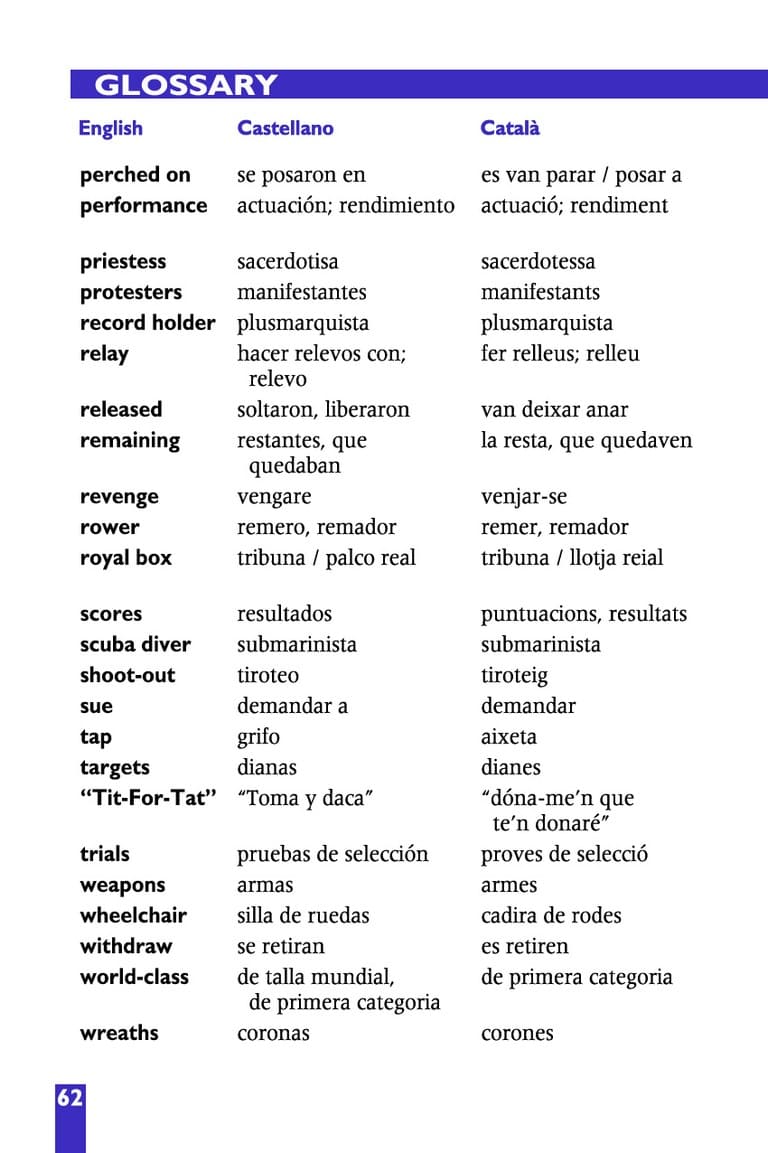 GLOSSARY
English Castellano Català
perched on se posaron en es van parar / posar a
performance actuación; rendimiento actuació; rendiment
priestess sacerdotisa sacerdotessa
protesters manifestantes manifestants
record holder plusmarquista plusmarquista
relay hacer relevos con; fer relleus; relleu
relevo
released soltaron, liberaron van deixar anar
remaining restantes, que la resta, que quedaven
quedaban
revenge vengare venjar-se
rower remero, remador remer, remador
royal box tribuna / palco real tribuna / llotja reial
scores resultados puntuacions, resultats
scuba diver submarinista submarinista
shoot-out tiroteo tiroteig
sue demandar a demandar
tap grifo aixeta
targets dianas dianes
“Tit-For-Tat” “Toma y daca” “dóna-me’n que
te’n donaré”
trials pruebas de selección proves de selecció
weapons armas armes
wheelchair silla de ruedas cadira de rodes
withdraw se retiran es retiren
world-class de talla mundial, de primera categoria
de primera categoria
wreaths coronas corones
62